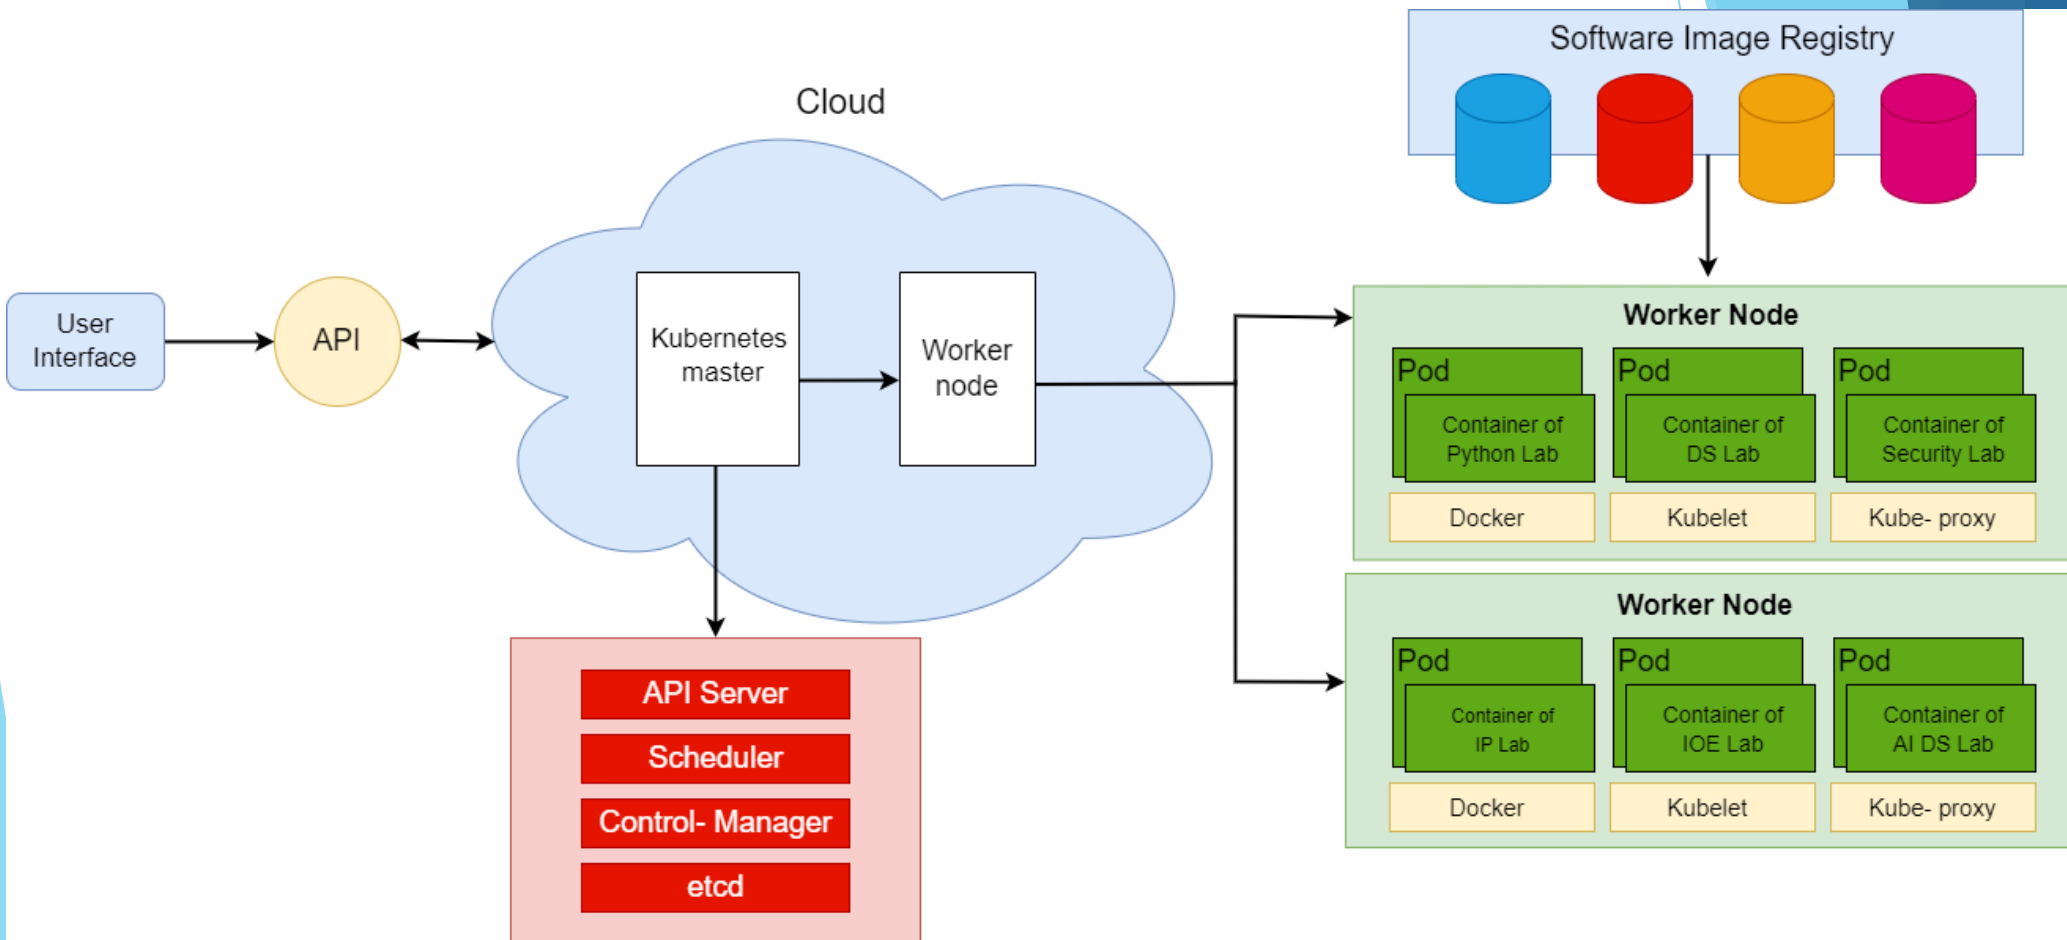 Software Image Registry
Cloud
User
Interface
API
Kubernetes
master
Worker
node
Worker Node
Pod
Container of
Python Lab
Pod
Container of
DS Lab
Pod
Container of
Security Lab
Docker
Kubelet
Kube- proxy
Worker Node
Pod
Container of
IP Lab
Pod
Container of
IOE Lab
Pod
Container of
AI DS Lab
Docker
Kubelet
Kube- proxy
API Server
Scheduler
Control- Manager
etcd